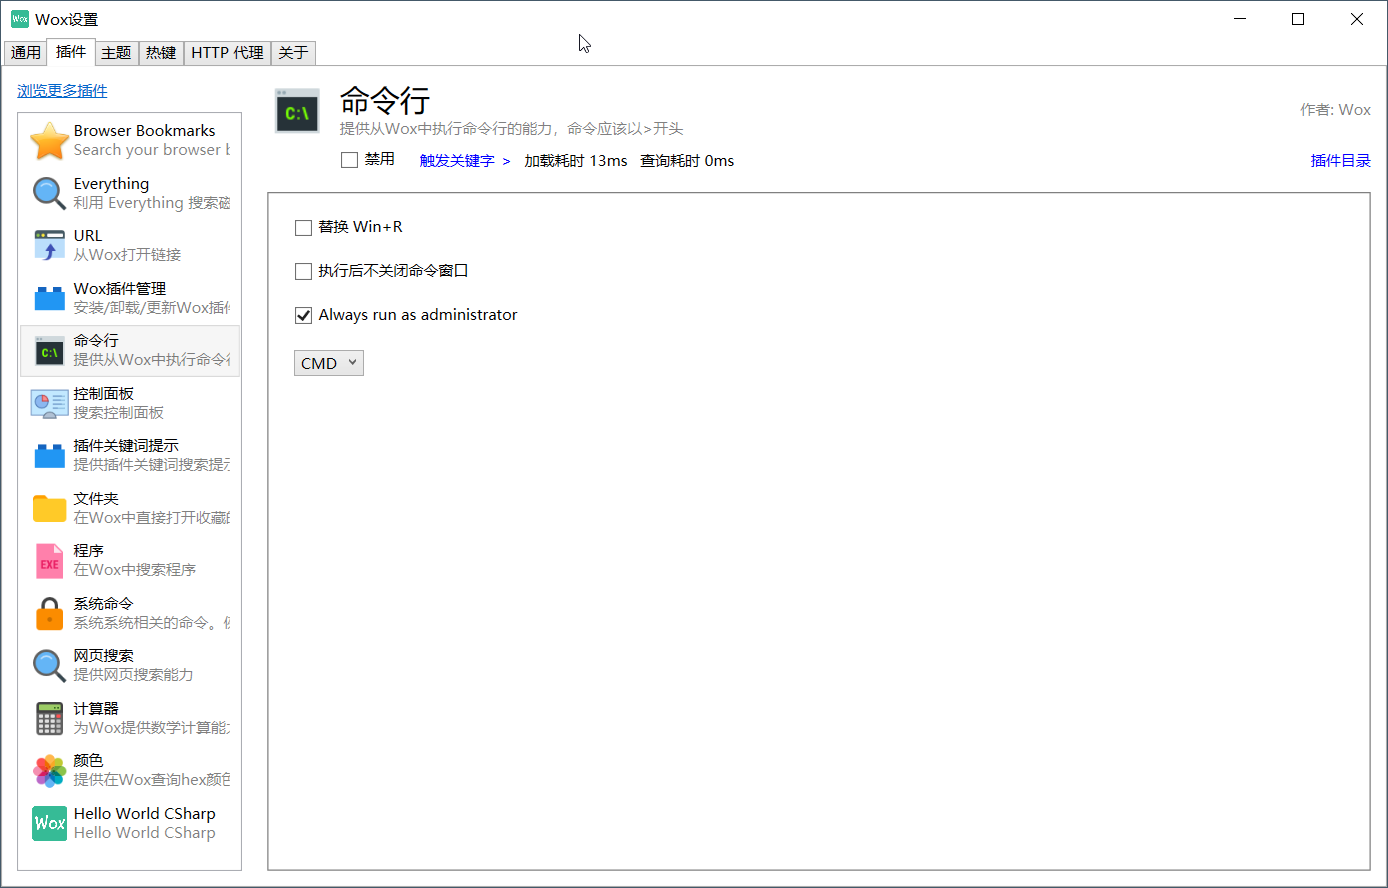 Wox设置
通用 插件 主题 热键 HTTP 代理 关于
浏览更多插件
Browser Bookmarks
Search your browser b
Everything
利用 Everything 搜索磁
URL
从Wox打开链接
Wox插件管理
安装/卸载/更新Wox插件
命令行
提供从Wox中执行命令行
控制面板
搜索控制面板
插件关键词提示
提供插件关键词搜索提示
文件夹
在Wox中直接打开收藏的
EXE
程序
在Wox中搜索程序
系统命令
系统系统相关的命令。例
网页搜索
提供网页搜索能力
计算器
为Wox提供数学计算能力
颜色
提供在Wox查询hex颜色
Wox
Hello World CSharp
Hello World CSharp
C:\
命令行
提供从Wox中执行命令行的能力，命令应该以>开头
作者: Wox
禁用 触发关键字 > 加载耗时 13ms 查询耗时 0ms 插件目录
替换 Win+R
执行后不关闭命令窗口
Always run as administrator
CMD